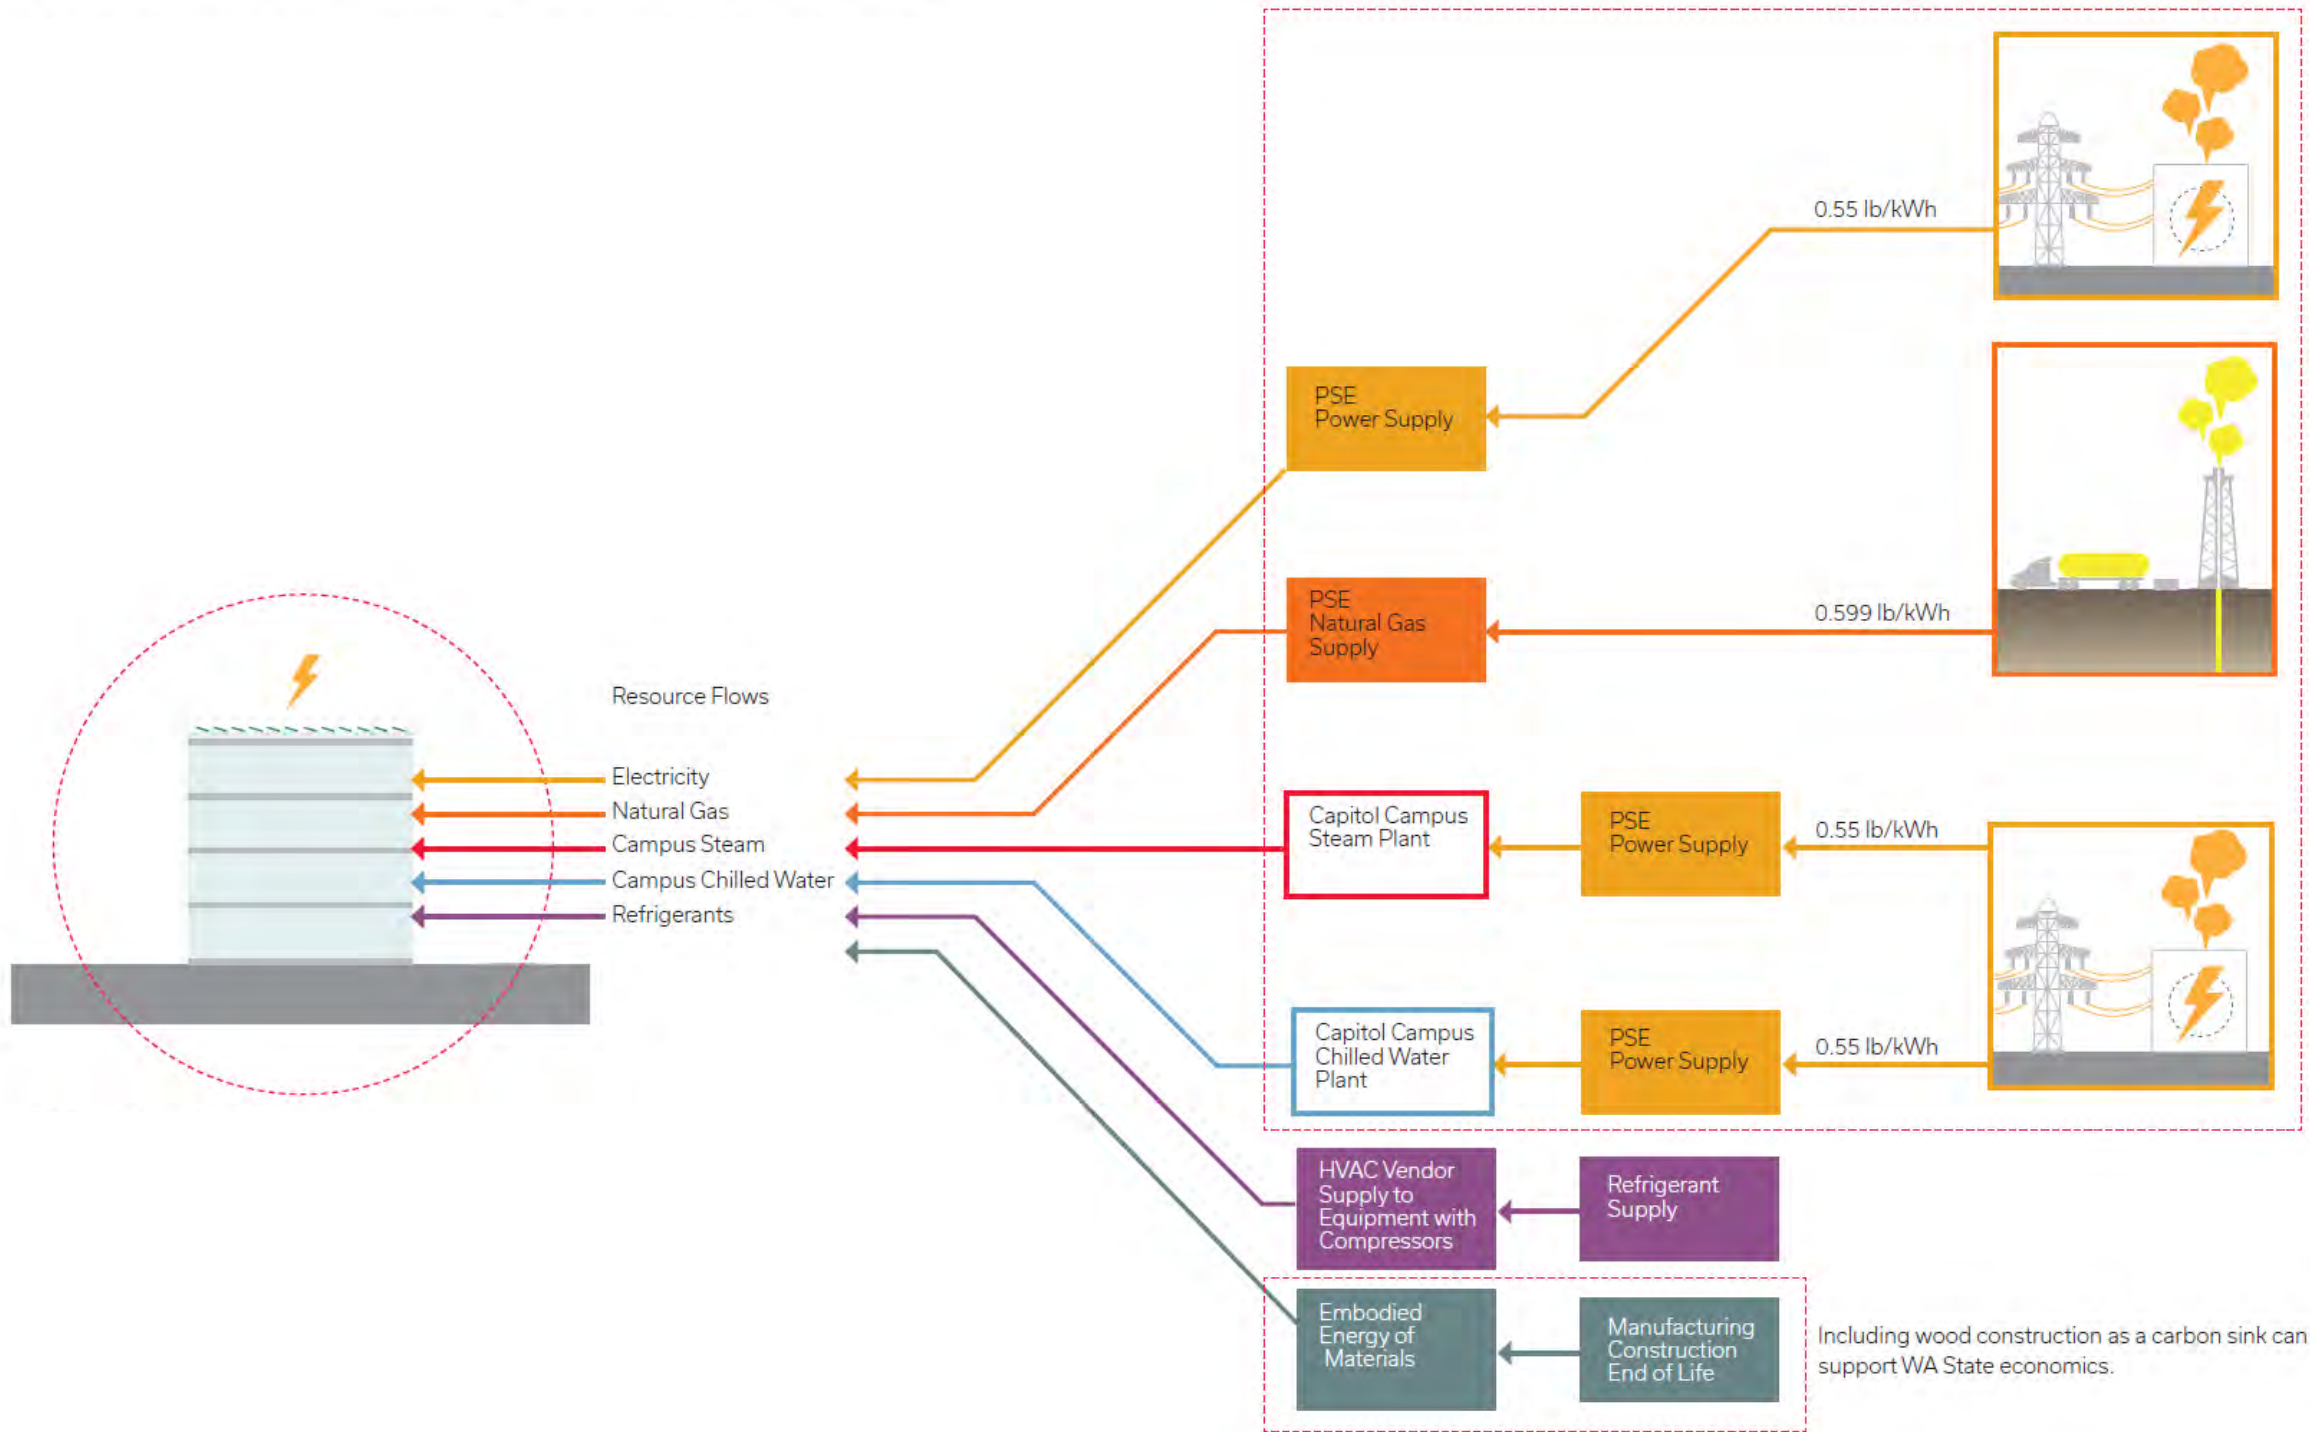 0.55 lb/kWh
PSE
Power Supply
PSE
Natural Gas
Supply
0.599 lb/kWh
Resource Flows
Electricity
Natural Gas
Campus Steam
Campus Chilled Water
Refrigerants
Capitol Campus
Steam Plant
PSE
Power Supply
0.55 lb/kWh
Capitol Campus
Chilled Water
Plant
PSE
Power Supply
0.55 lb/kWh
HVAC Vendor
Supply to
Equipment with
Compressors
Refrigerant
Supply
Embodied
Energy of
Materials
Manufacturing
Construction
End of Life
Including wood construction as a carbon sink can
support WA State economics.